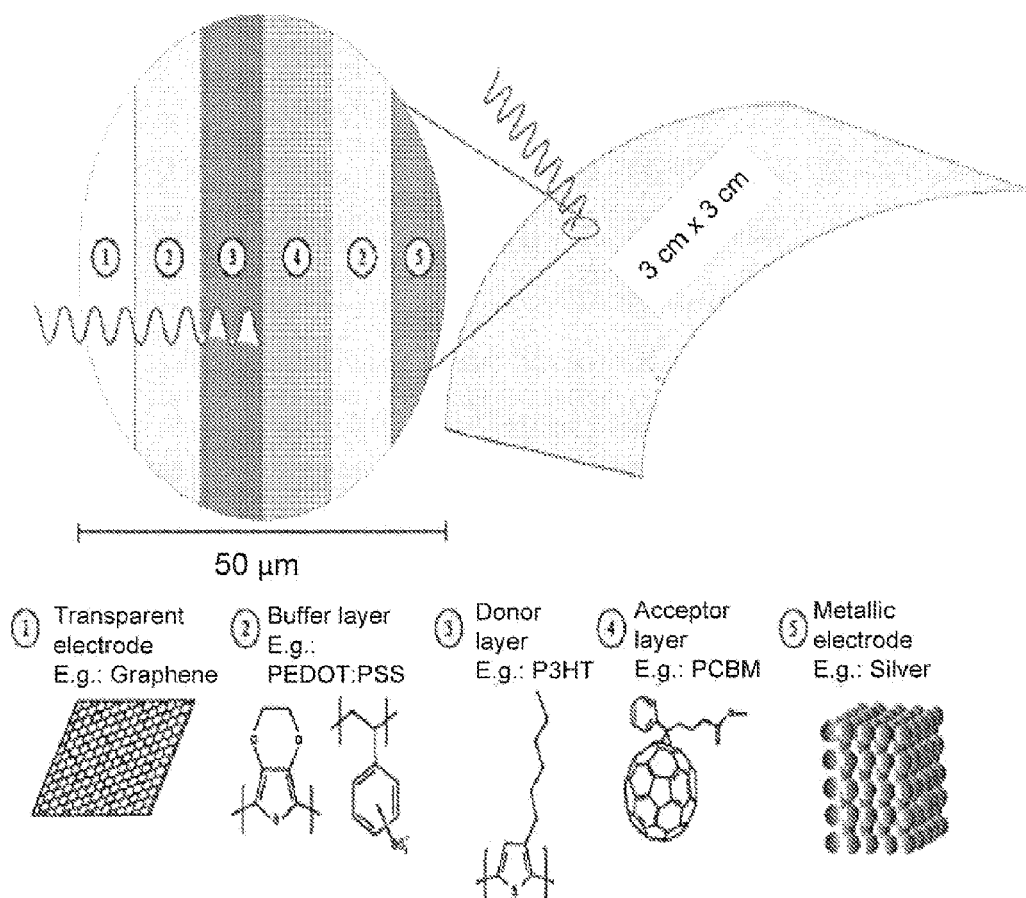 1 2 3 4 2 5
3 cm x 3 cm
50 µm
1 Transparent
electrode
E.g.: Graphene
2 Buffer layer
E.g.:
PEDOT:PSS
3 Donor
layer
E.g.: P3HT
4 Acceptor
layer
E.g.: PCBM
5 Metallic
electrode
E.g.: Silver